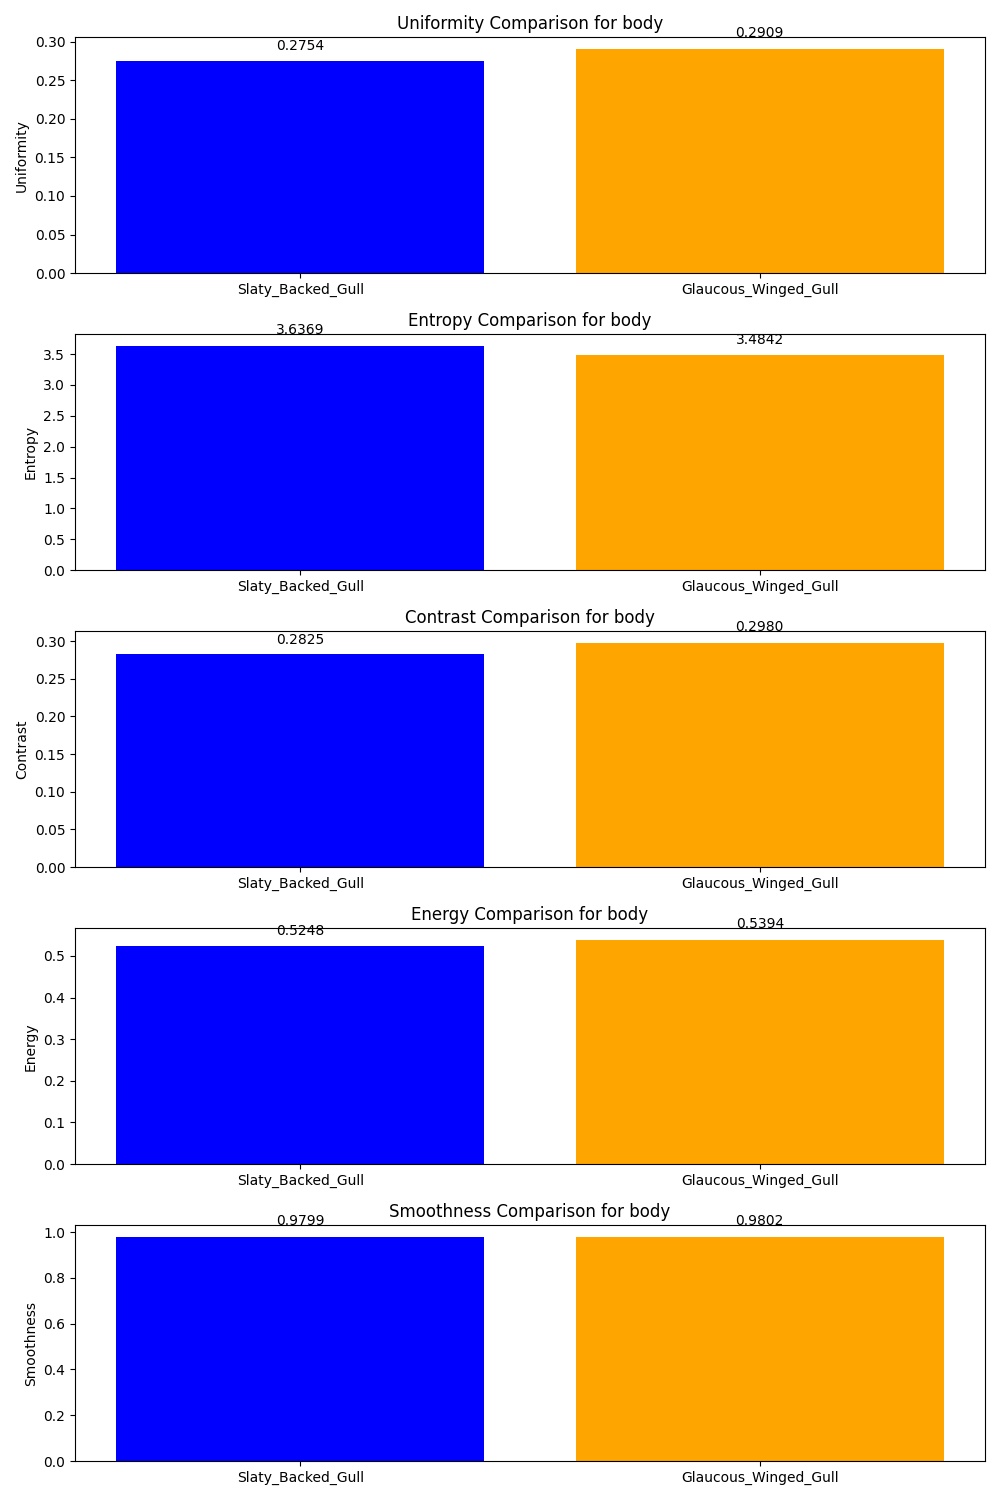 Uniformity Comparison for body
0.2754
0.2909
0.30
0.25
0.20
0.15
0.10
0.05
0.00
Uniformity
Slaty_Backed_Gull
Glaucous_Winged_Gull
Entropy Comparison for body
3.6369
3.4842
3.5
3.0
2.5
2.0
1.5
1.0
0.5
0.0
Entropy
Slaty_Backed_Gull
Glaucous_Winged_Gull
Contrast Comparison for body
0.2825
0.2980
0.30
0.25
0.20
0.15
0.10
0.05
0.00
Contrast
Slaty_Backed_Gull
Glaucous_Winged_Gull
Energy Comparison for body
0.5248
0.5394
0.5
0.4
0.3
0.2
0.1
0.0
Energy
Slaty_Backed_Gull
Glaucous_Winged_Gull
Smoothness Comparison for body
0.9799
0.9802
1.0
0.8
0.6
0.4
0.2
0.0
Smoothness
Slaty_Backed_Gull
Glaucous_Winged_Gull